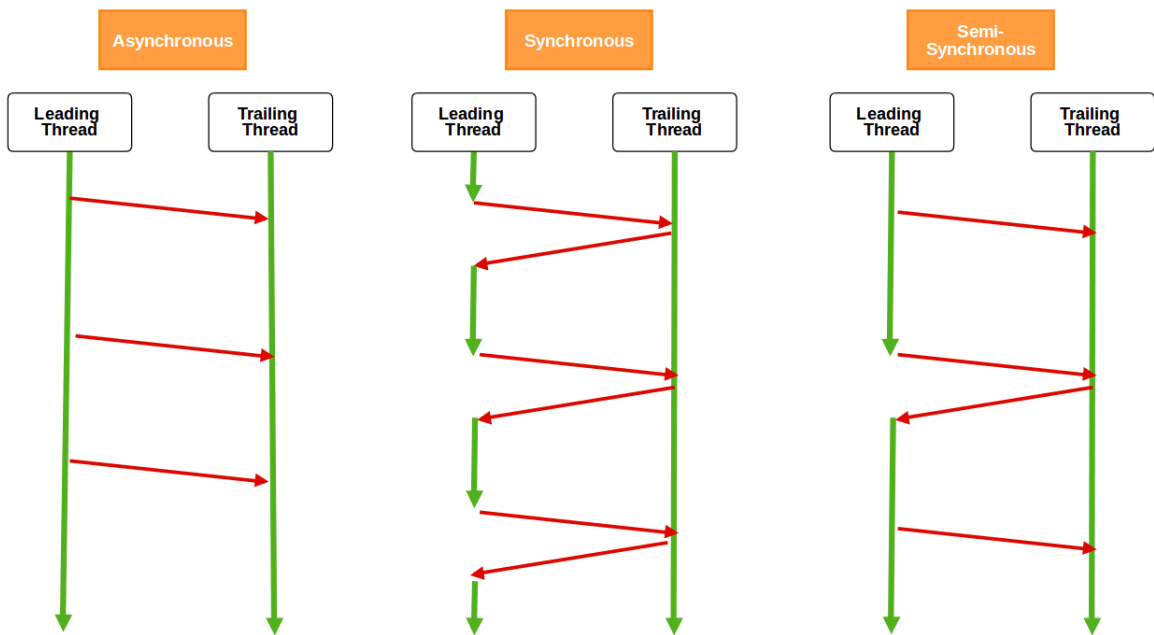 Asynchronous
Synchronous
Semi-
Synchronous
Leading
Thread
Trailing
Thread
Leading
Thread
Trailing
Thread
Leading
Thread
Trailing
Thread